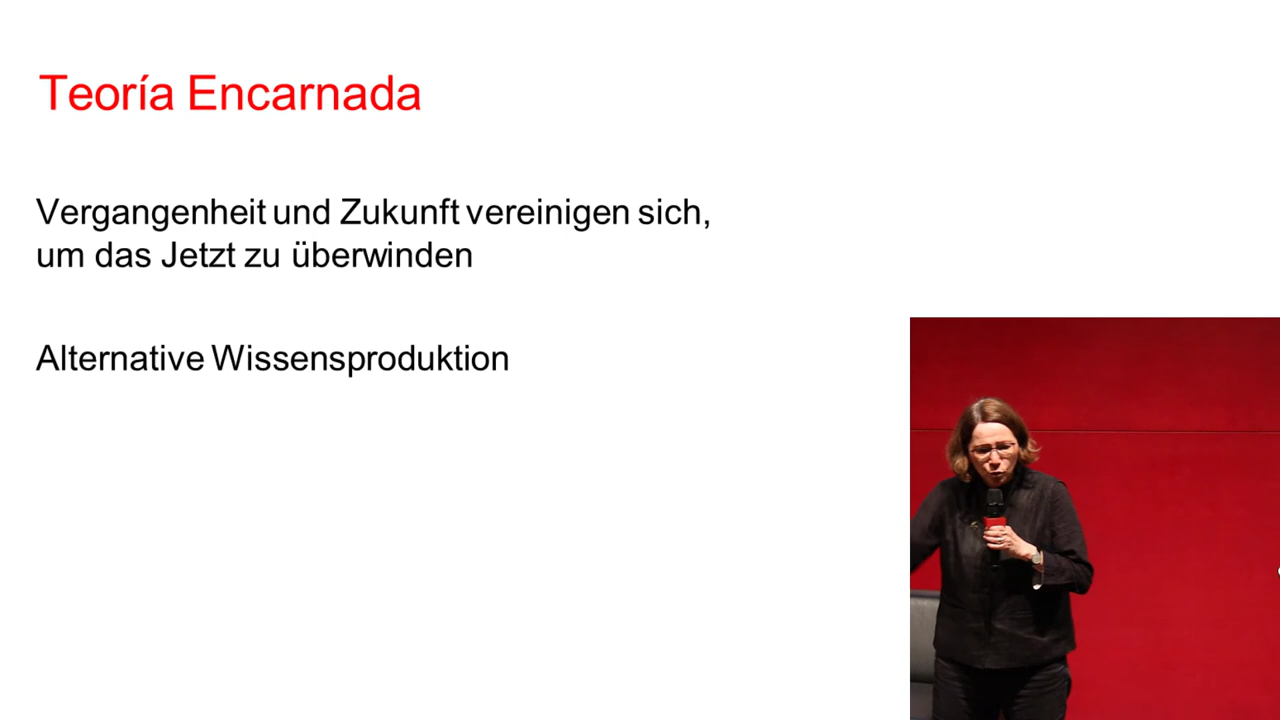 Teoría Encarnada
Vergangenheit und Zukunft vereinigen sich,
um das Jetzt zu überwinden
Alternative Wissensproduktion